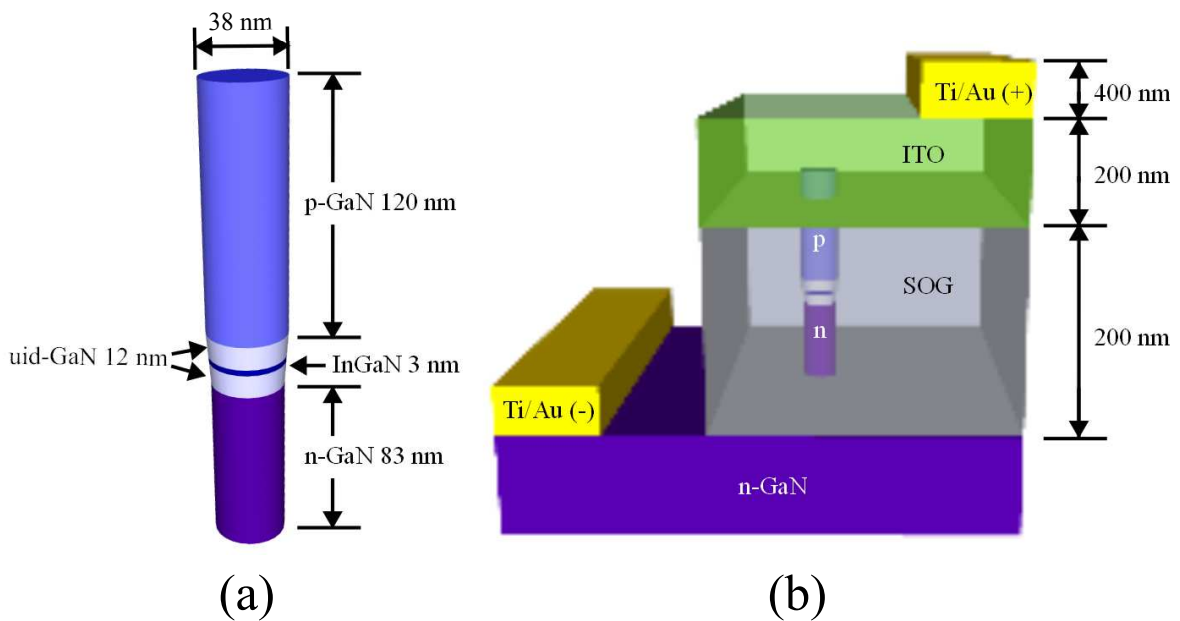 38 nm
p-GaN 120 nm
uid-GaN 12 nm
InGaN 3 nm
n-GaN 83 nm
(a)
Ti/Au (+)
400 nm
ITO
200 nm
p
SOG
n
200 nm
Ti/Au (-)
n-GaN
(b)